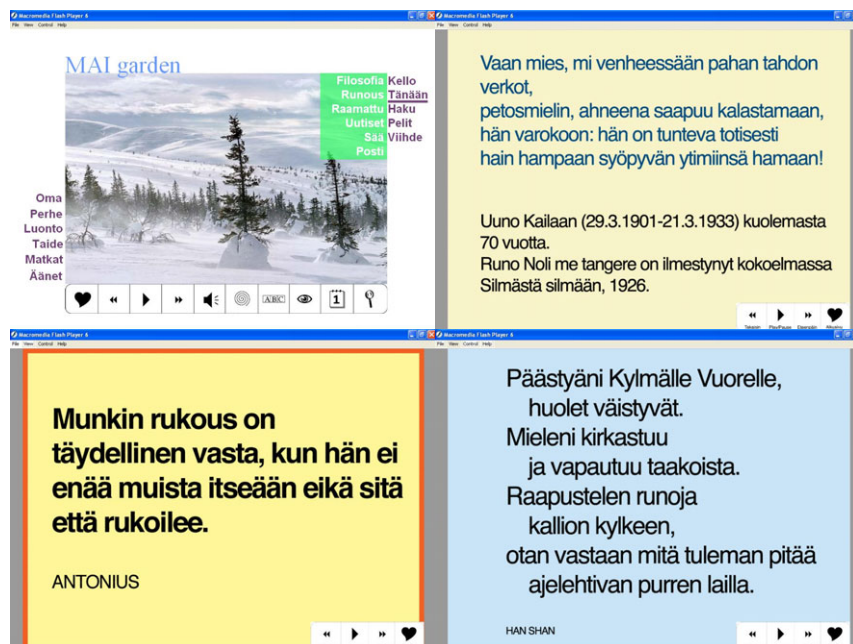 Macromedia Flash Player 6
File View Control Help
MAI garden
Filosofia Kello
Runous Tänään
Raamattu Haku
Uutiset Pelit
Sää Viihde
Posti
Oma
Perhe
Luonto
Taide
Matkat
Äänet
ABC
1
Macromedia Flash Player 6
File View Control Help
Vaan mies, mi venheessään pahan tahdon
verkot,
petosmielin, ahneena saapuu kalastamaan,
hän varokoon: hän on tunteva totisesti
hain hampaan syöpyvän ytimiinsä hamaan!
Uuno Kailaan (29.3.1901-21.3.1933) kuolemasta
70 vuotta.
Runo Noli me tangere on ilmestynyt kokoelmassa
Silmästä silmään, 1926.
Play/Pause
Macromedia Flash Player 6
File View Control Help
Munkin rukous on
täydellinen vasta, kun hän ei
enää muista itseään eikä sitä
että rukoilee.
ANTONIUS
Macromedia Flash Player 6
File View Control Help
Päästyäni Kylmälle Vuorelle,
huolet väistyvät.
Mieleni kirkastuu
ja vapautuu taakoista.
Raapustelen runoja
kallion kylkeen,
otan vastaan mitä tuleman pitää
ajelehtivan purren lailla.
HAN SHAN